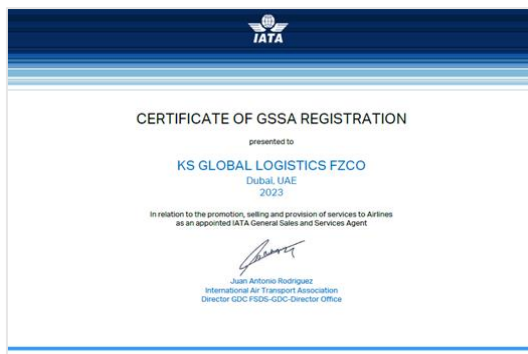 IATA
CERTIFICATE OF GSSA REGISTRATION
presented to
KS GLOBAL LOGISTICS FZCO
Dubai, UAE
2023
In relation to the promotion, selling and provision of services to Airlines
as an appointed IATA General Sales and Services Agent
Juan Antonio Rodriguez
International Air Transport Association
Director GDC FSDS-GDC-Director Office